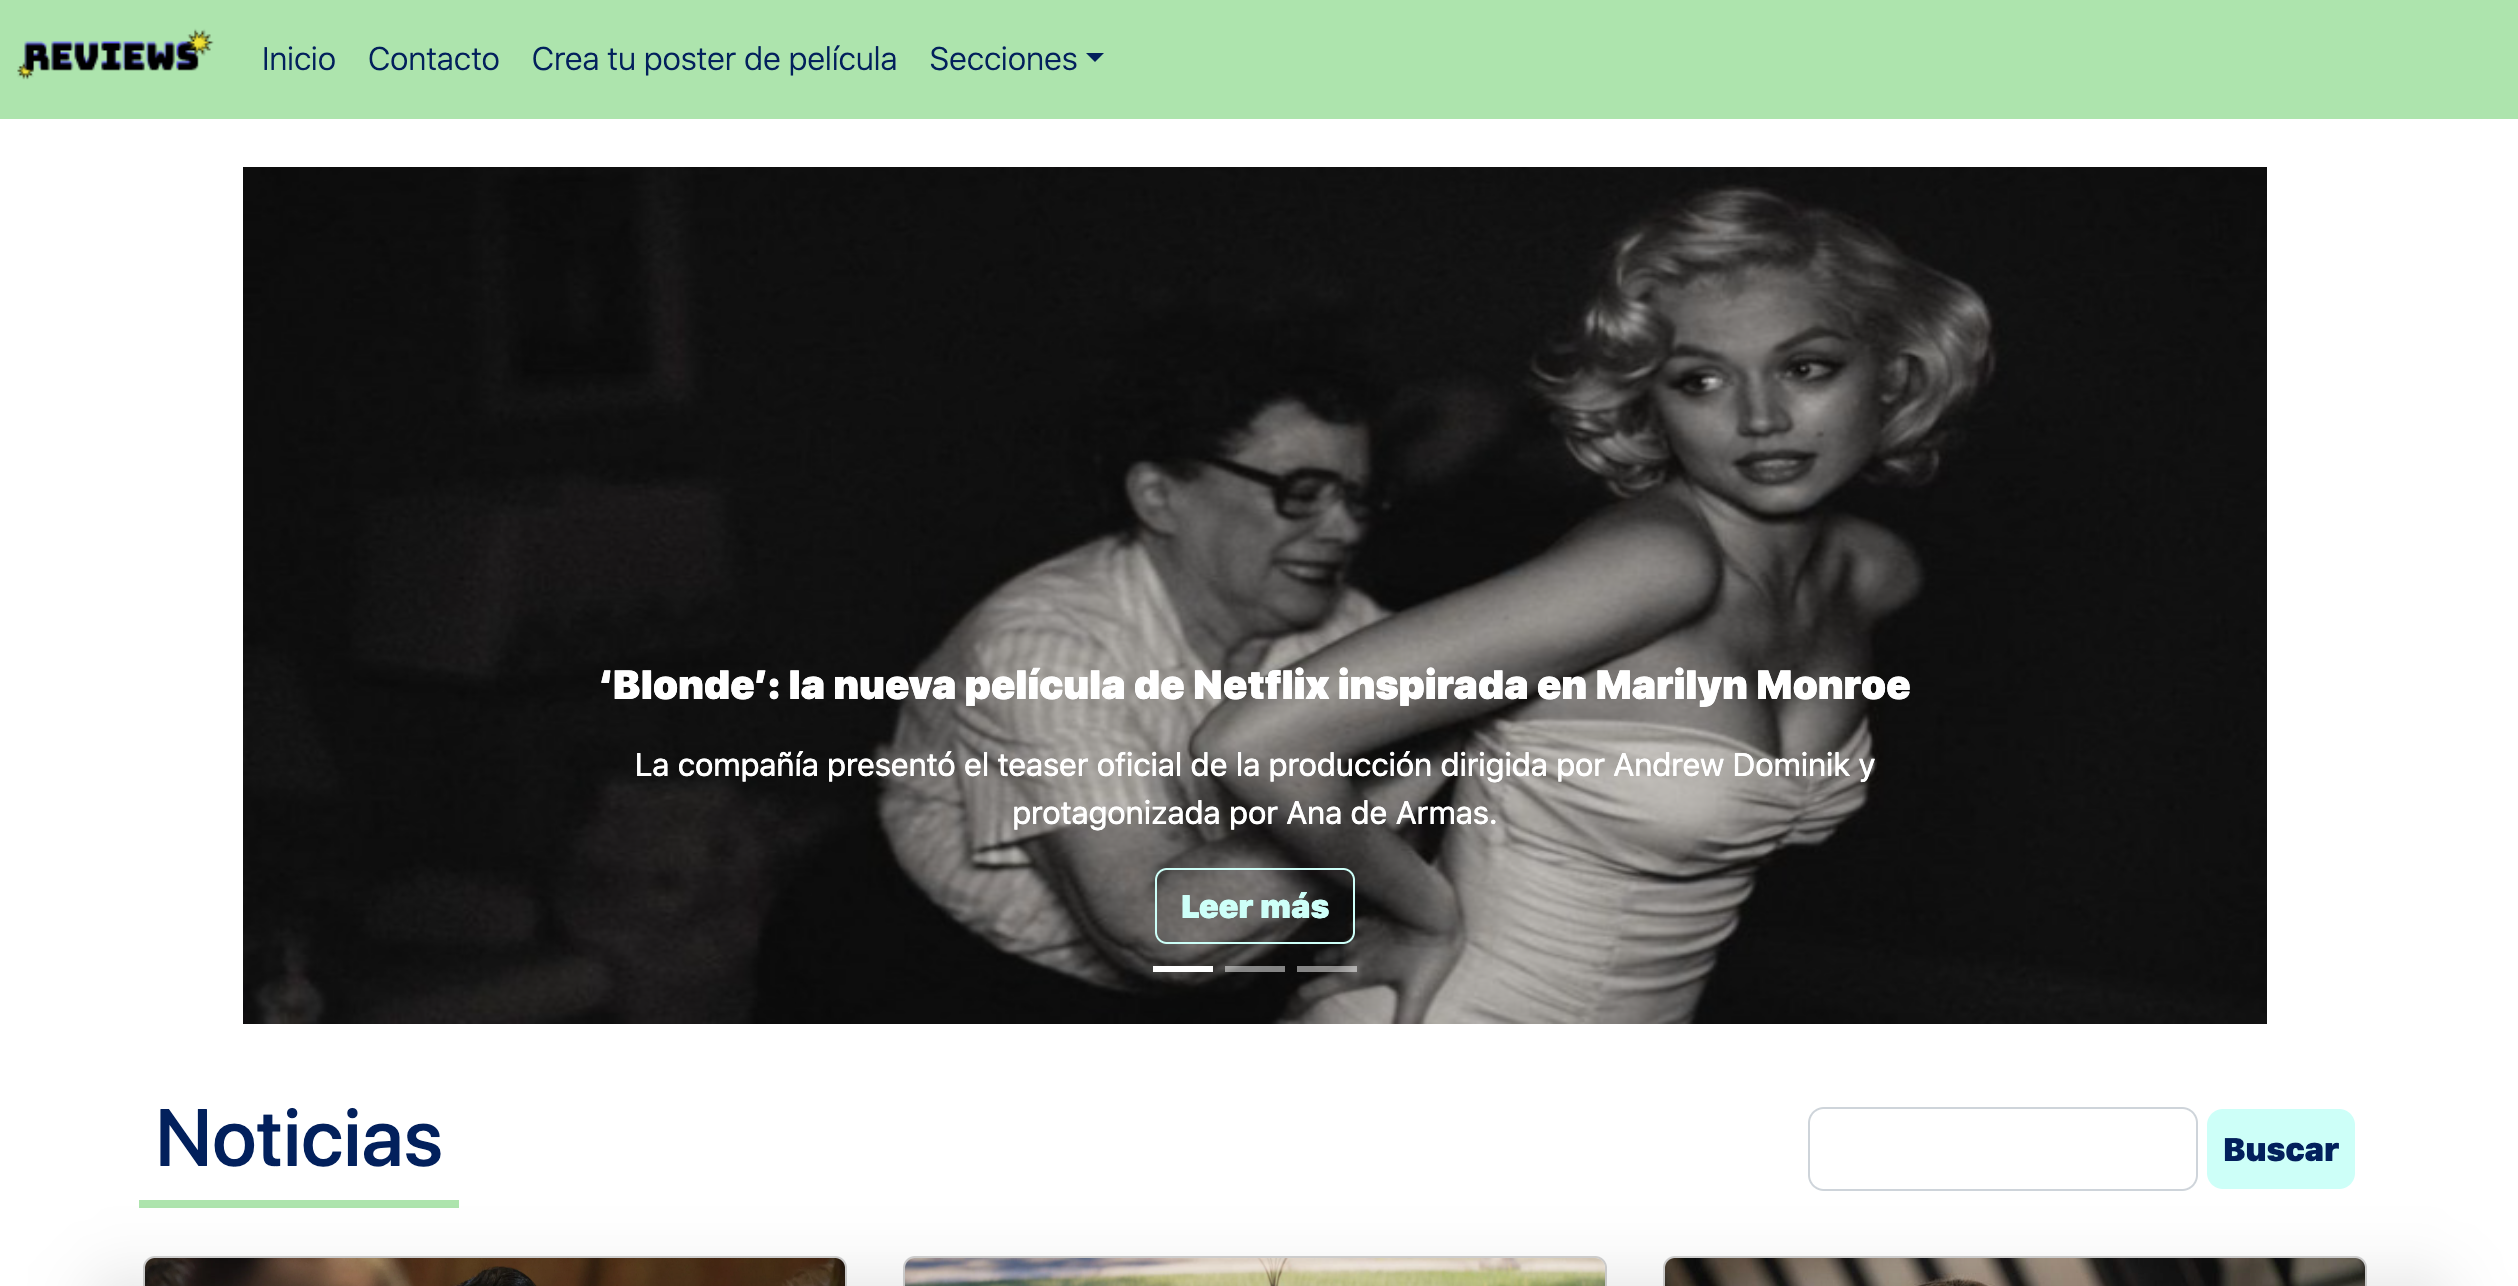 REVIEWS
Inicio
Contacto
Crea tu poster de película
Secciones
‘Blonde’: la nueva película de Netflix inspirada en Marilyn Monroe
La compañía presentó el teaser oficial de la producción dirigida por Andrew Dominik y
protagonizada por Ana de Armas.
Leer más
Noticias
Buscar